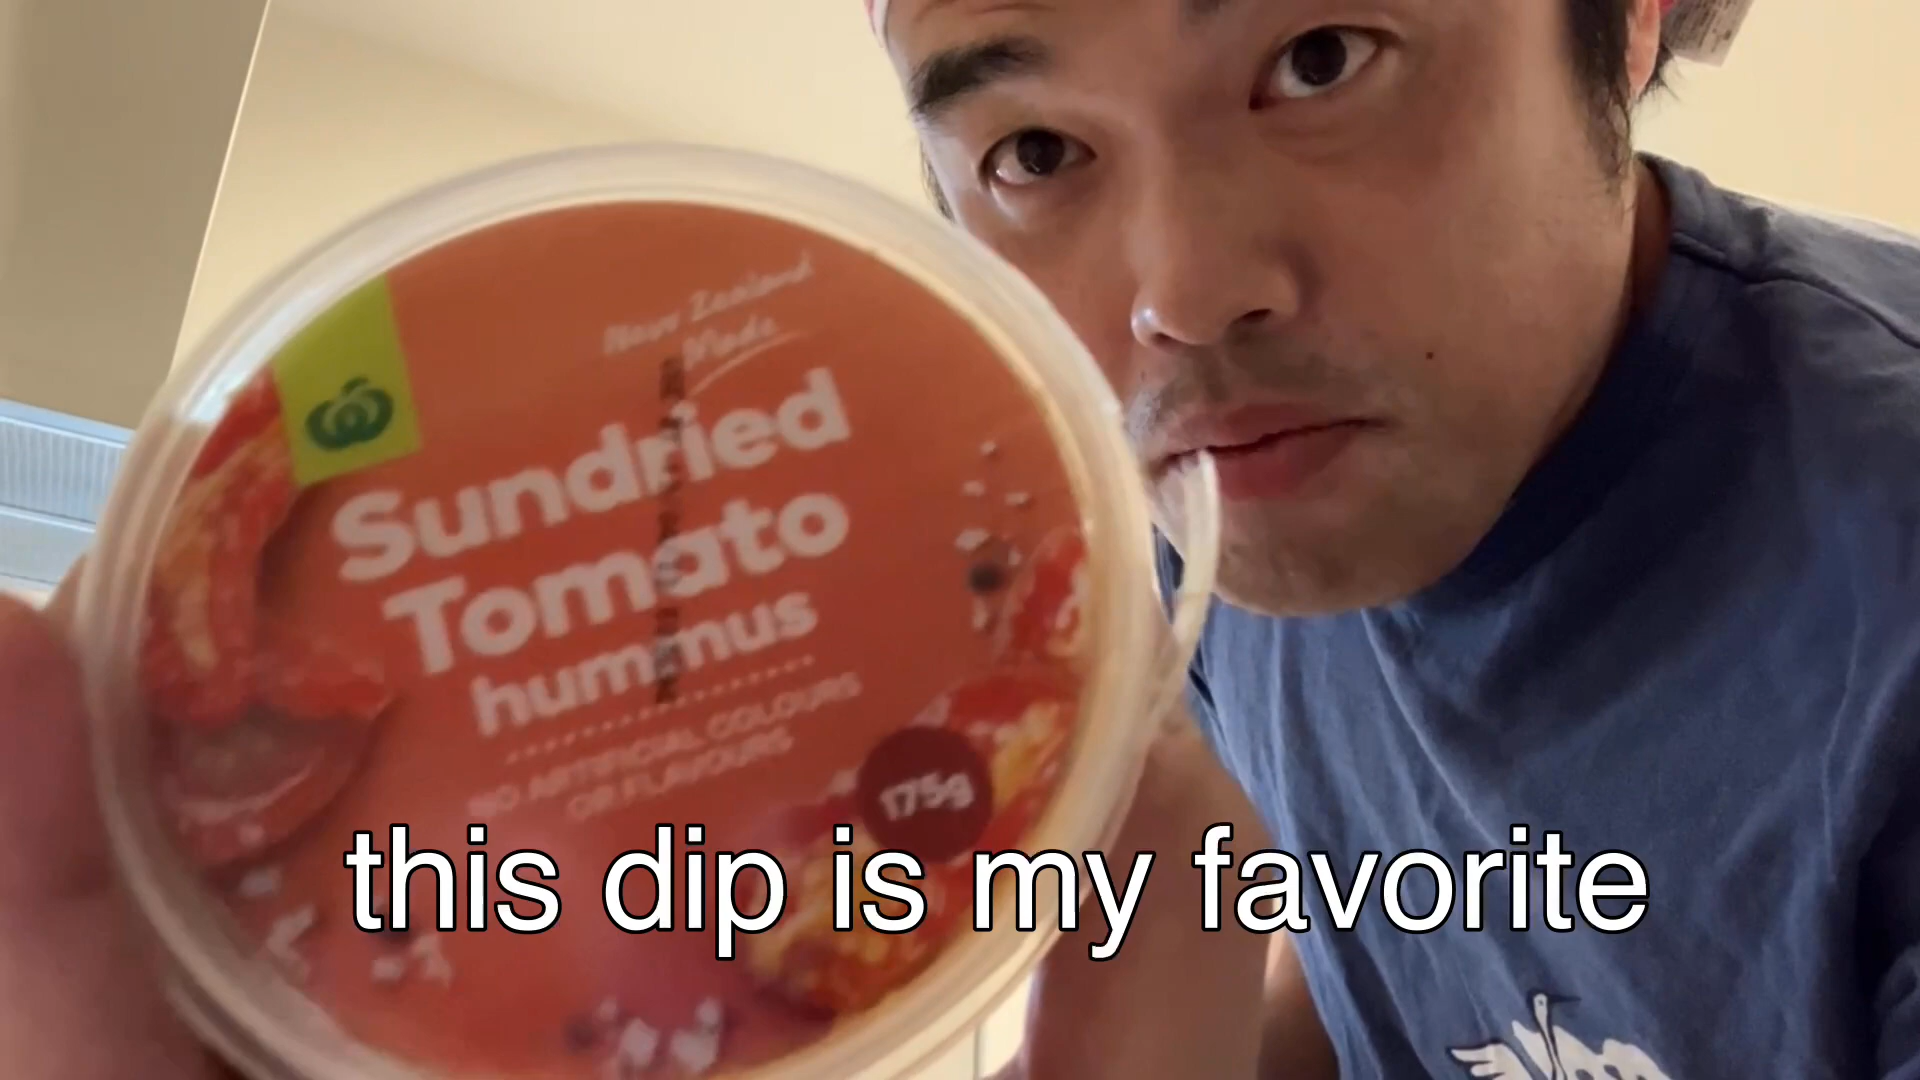 New Zealand
Made
Sundried
Tomato
hummus
NO ARTIFICIAL COLOURS
OR FLAVOURS
175g
this dip is my favorite